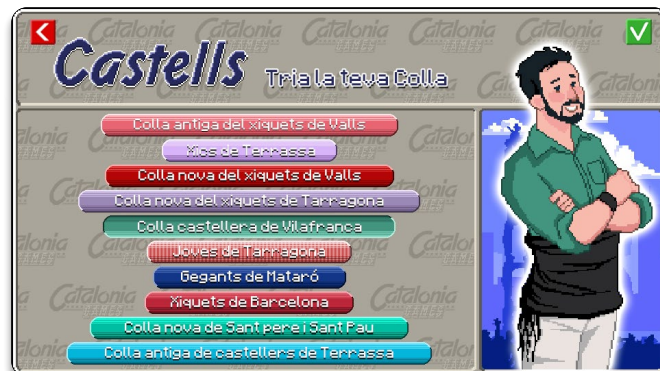 Castells
Tria la teva Colla
Colla antiga del xiquets de Valls
Xics de Terrassa
Colla nova del xiquets de Valls
Colla nova del xiquets de Tarragona
Colla castellera de Vilafranca
Joves de Tarragona
Gegants de Mataró
Xiquets de Barcelona
Colla nova de Sant pere i Sant Pau
Colla antiga de castellers de Terrassa
Catalonia
GAMES